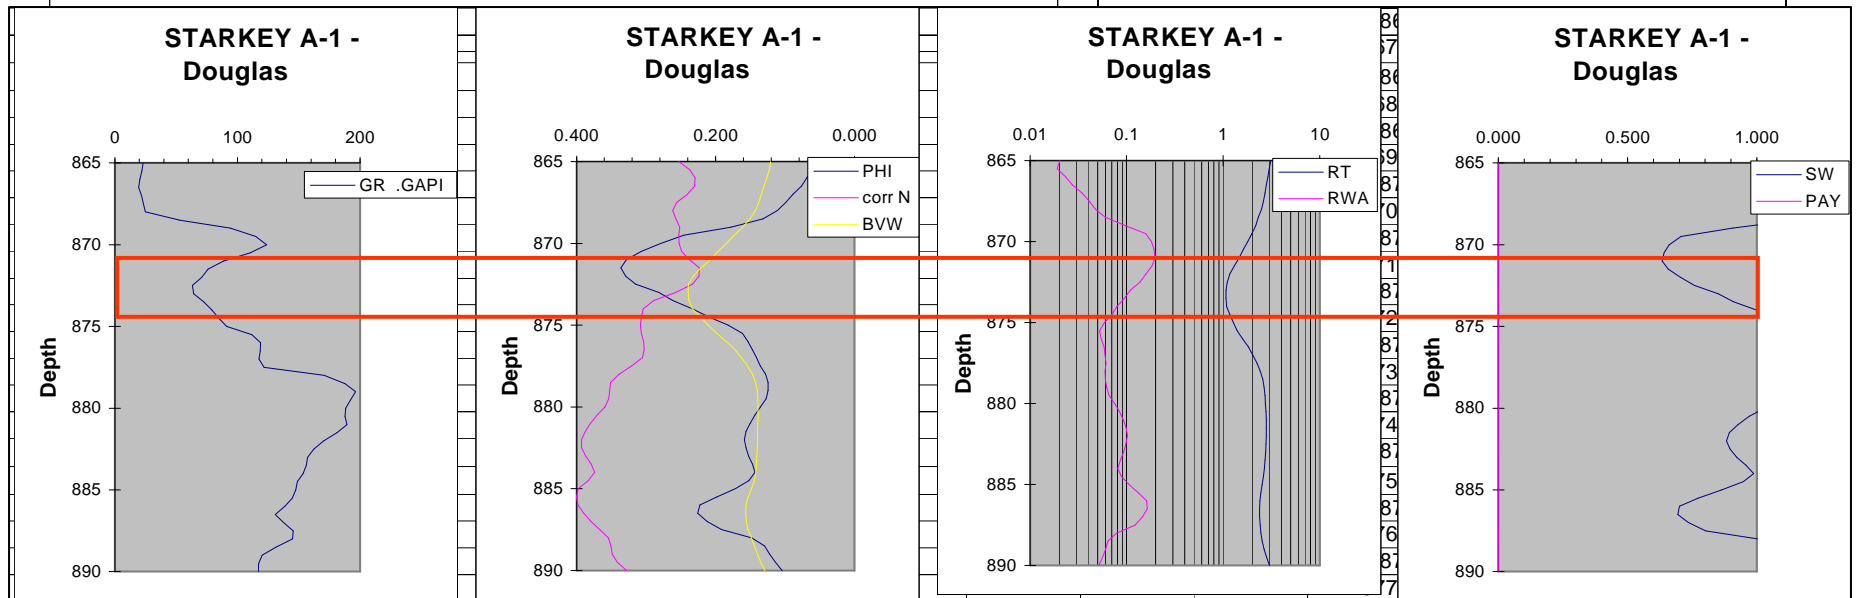 STARKEY A-1 -
Douglas
0 100 200
865
870
875
880
885
890
Depth
GR .GAPI
STARKEY A-1 -
Douglas
0.400 0.200 0.000
865
870
875
880
885
890
Depth
PHI
corr N
BVW
STARKEY A-1 -
Douglas
0.01 0.1 1 10
865
870
875
880
885
890
Depth
RT
RWA
STARKEY A-1 -
Douglas
0.000 0.500 1.000
865
870
875
880
885
890
Depth
SW
PAY